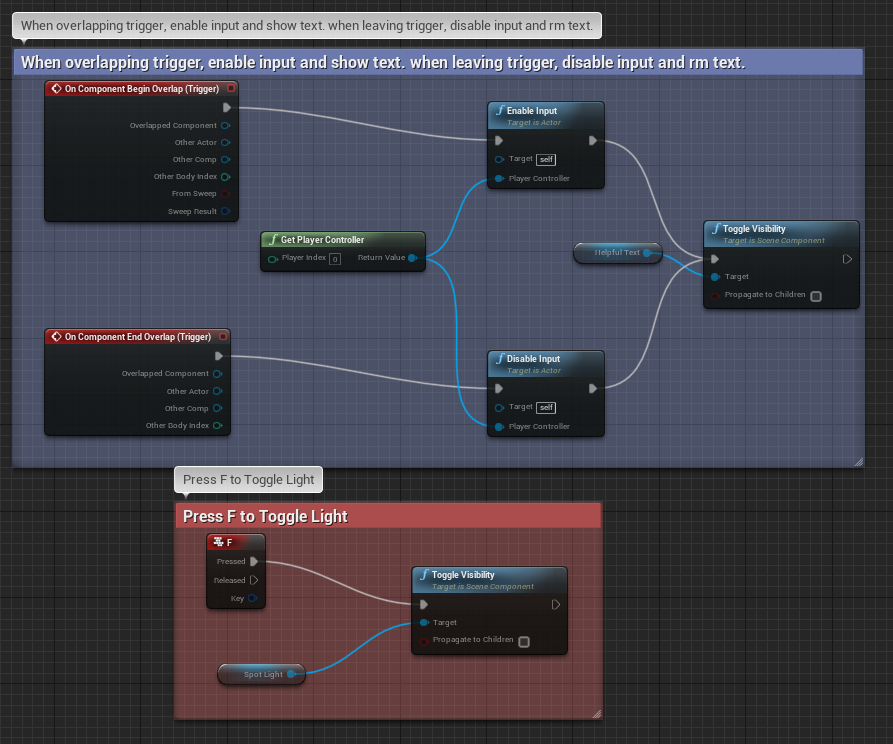 When overlapping trigger, enable input and show text. when leaving trigger, disable input and rm text.
When overlapping trigger, enable input and show text. when leaving trigger, disable input and rm text.
On Component Begin Overlap (Trigger)
Overlapped Component
Other Actor
Other Comp
Other Body Index
From Sweep
Sweep Result
Enable Input
Target is Actor
Target self
Player Controller
Get Player Controller
Player Index 0 Return Value
Helpful Text
Toggle Visibility
Target is Scene Component
Target
Propagate to Children
On Component End Overlap (Trigger)
Overlapped Component
Other Actor
Other Comp
Other Body Index
Disable Input
Target is Actor
Target self
Player Controller
Press F to Toggle Light
Press F to Toggle Light
F
Pressed
Released
Key
Toggle Visibility
Target is Scene Component
Target
Propagate to Children
Spot Light